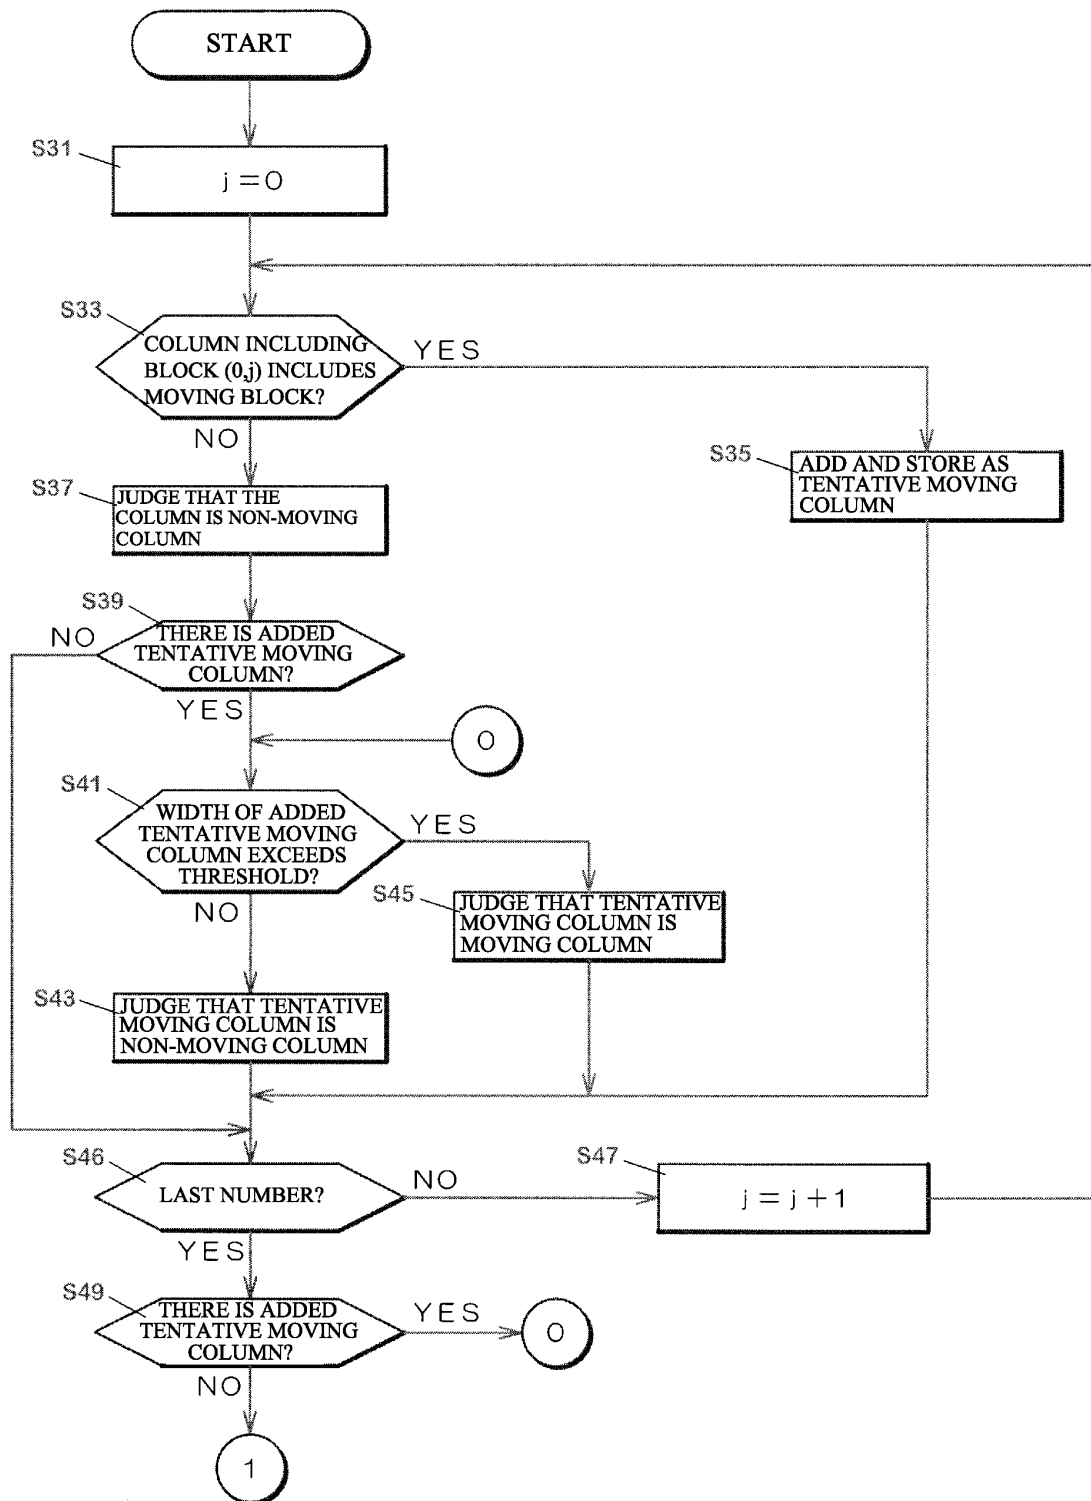 START
S31
j = 0
S33
COLUMN INCLUDING
BLOCK (0,j) INCLUDES
MOVING BLOCK?
YES
NO
S35
ADD AND STORE AS
TENTATIVE MOVING
COLUMN
S37
JUDGE THAT THE
COLUMN IS NON-MOVING
COLUMN
S39
NO
THERE IS ADDED
TENTATIVE MOVING
COLUMN?
YES
O
S41
WIDTH OF ADDED
TENTATIVE MOVING
COLUMN EXCEEDS
THRESHOLD?
YES
NO
S45
JUDGE THAT TENTATIVE
MOVING COLUMN IS
MOVING COLUMN
S43
JUDGE THAT TENTATIVE
MOVING COLUMN IS
NON-MOVING COLUMN
S46
LAST NUMBER?
NO
S47
j = j + 1
YES
S49
THERE IS ADDED
TENTATIVE MOVING
COLUMN?
YES
O
NO
1